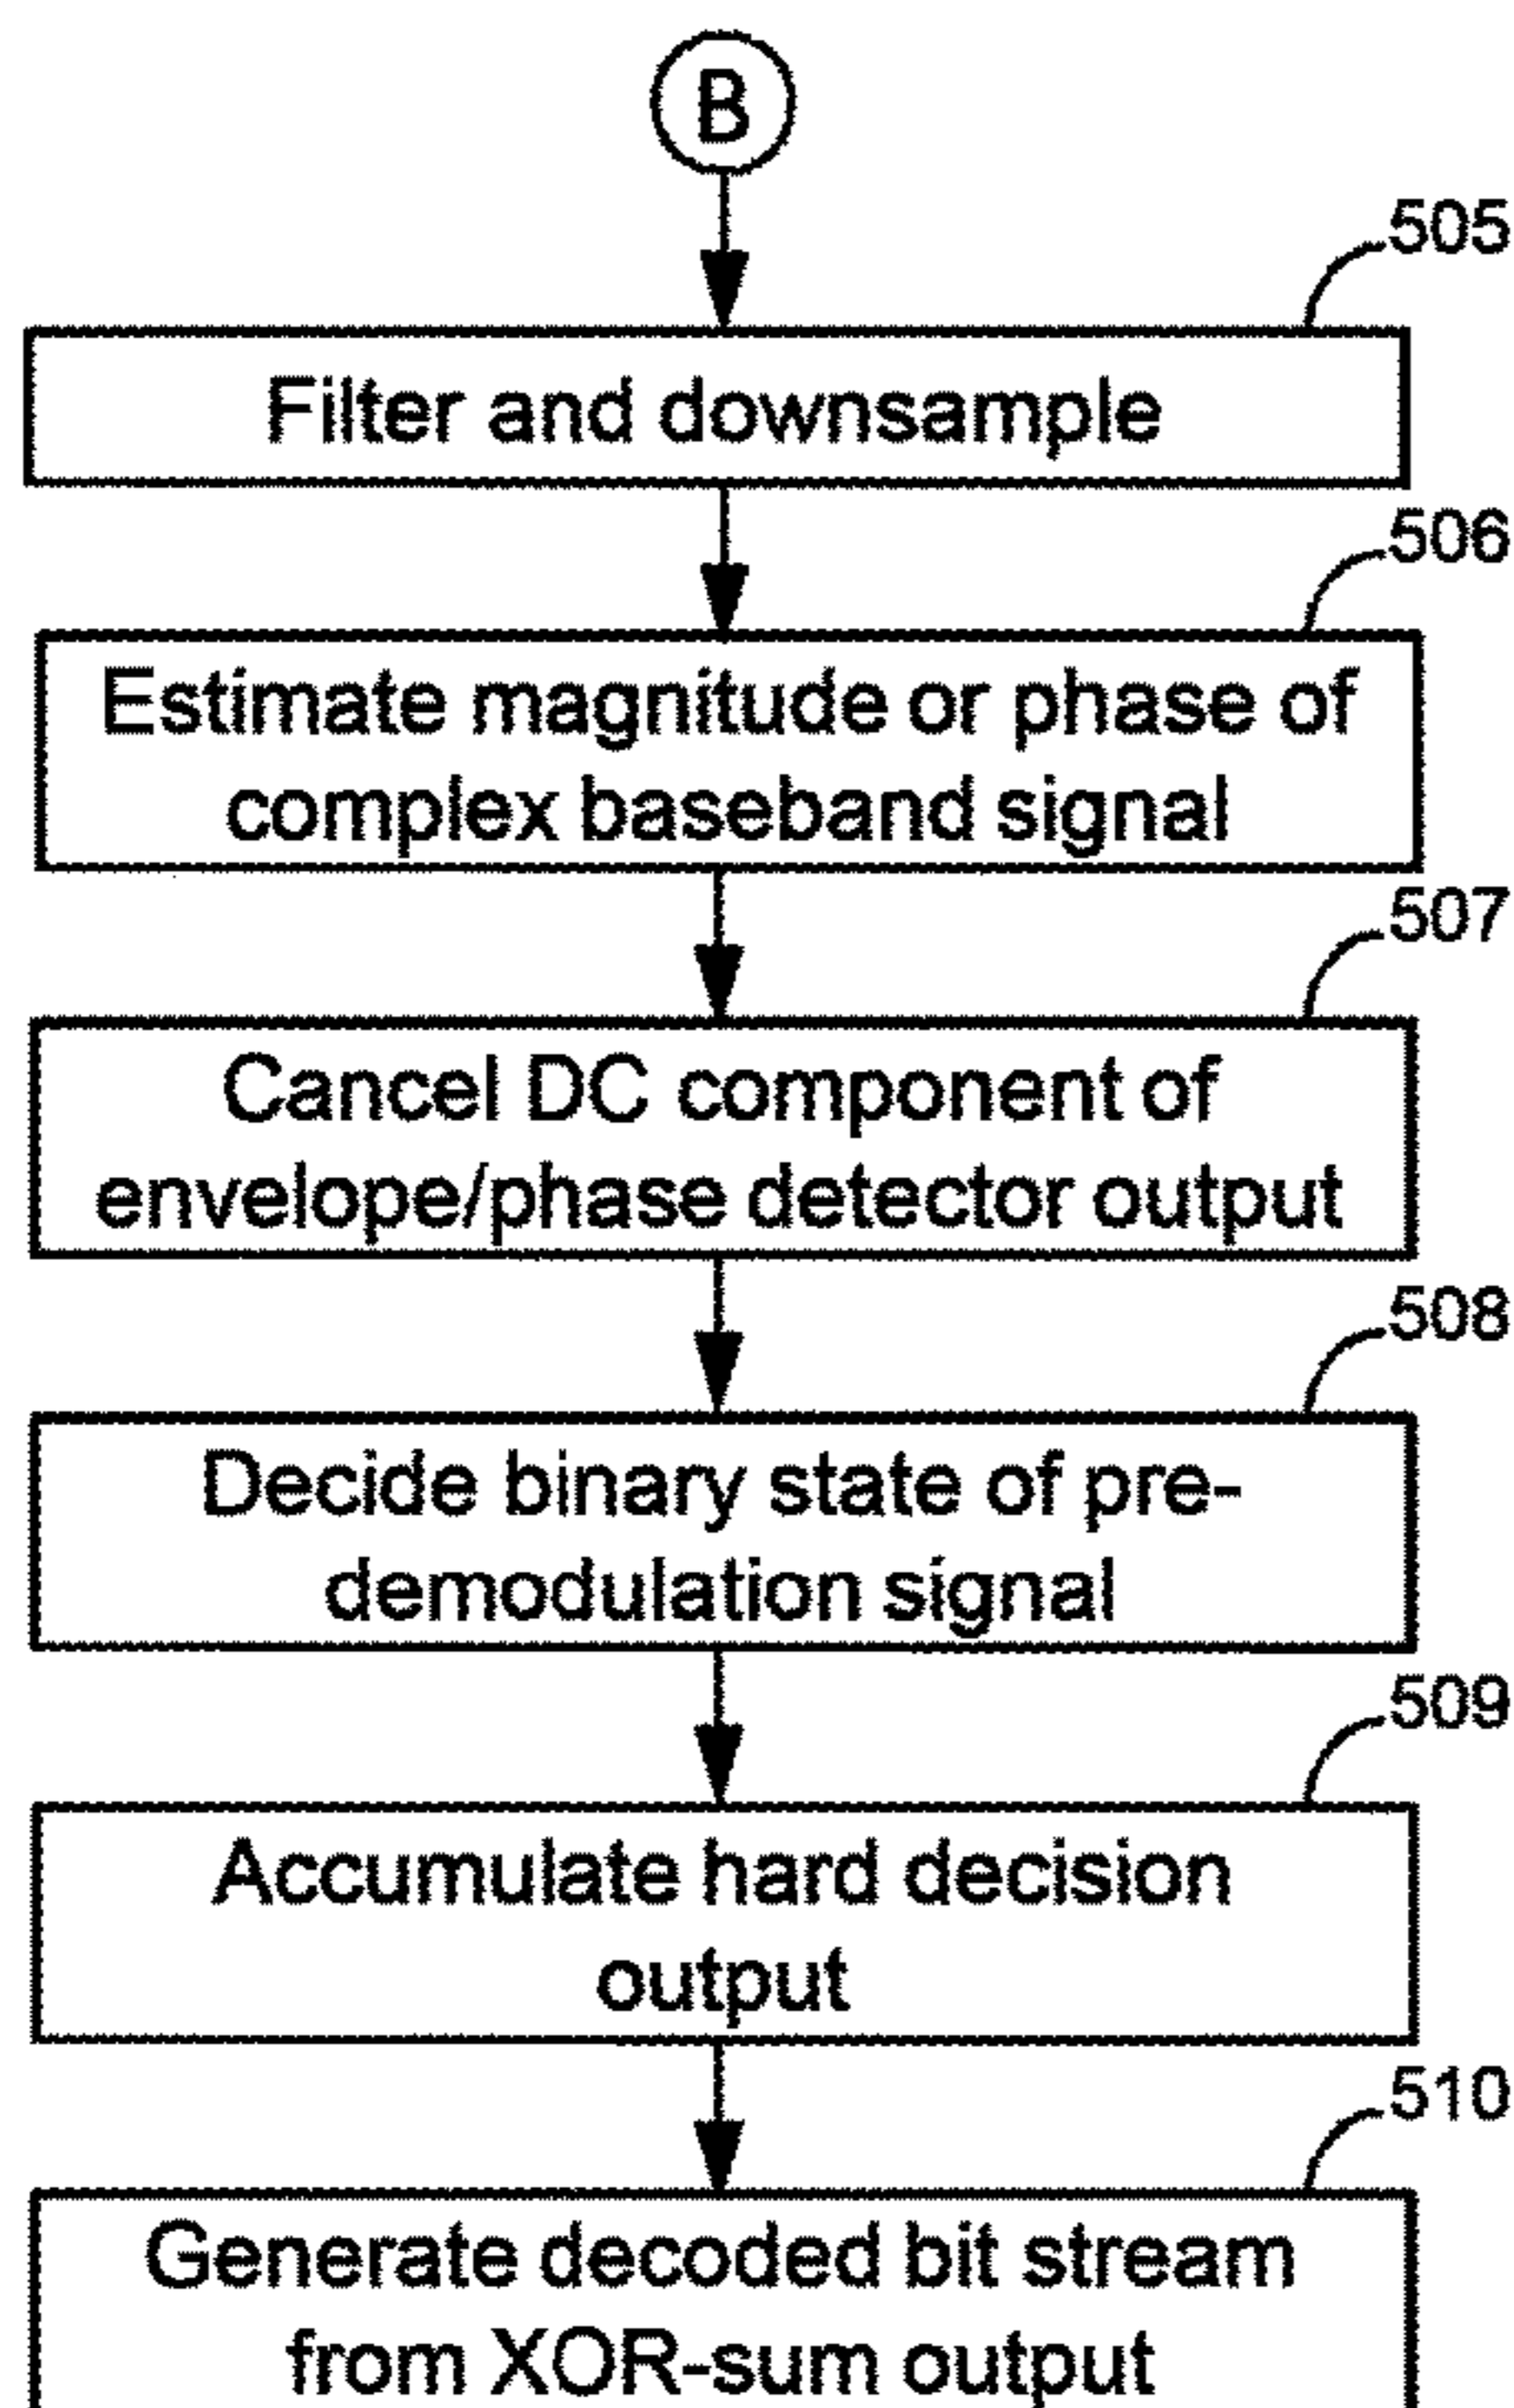 B
505
Filter and downsample
506
Estimate magnitude or phase of
complex baseband signal
507
Cancel DC component of
envelope/phase detector output
508
Decide binary state of pre-
demodulation signal
509
Accumulate hard decision
output
510
Generate decoded bit stream
from XOR-sum output